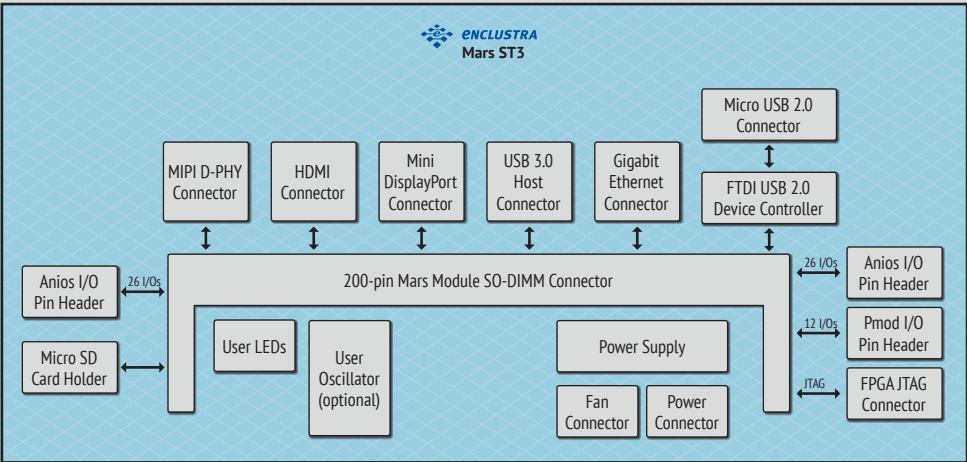 enclustra
Mars ST3
Micro USB 2.0
Connector
MIPI D-PHY
Connector
HDMI
Connector
Mini
DisplayPort
Connector
USB 3.0
Host
Connector
Gigabit
Ethernet
Connector
FTDI USB 2.0
Device Controller
Anios I/O
Pin Header
26 I/Os
200-pin Mars Module SO-DIMM Connector
26 I/Os
Anios I/O
Pin Header
12 I/Os
Pmod I/O
Pin Header
Micro SD
Card Holder
User LEDs
User
Oscillator
(optional)
Power Supply
JTAG
FPGA JTAG
Connector
Fan
Connector
Power
Connector